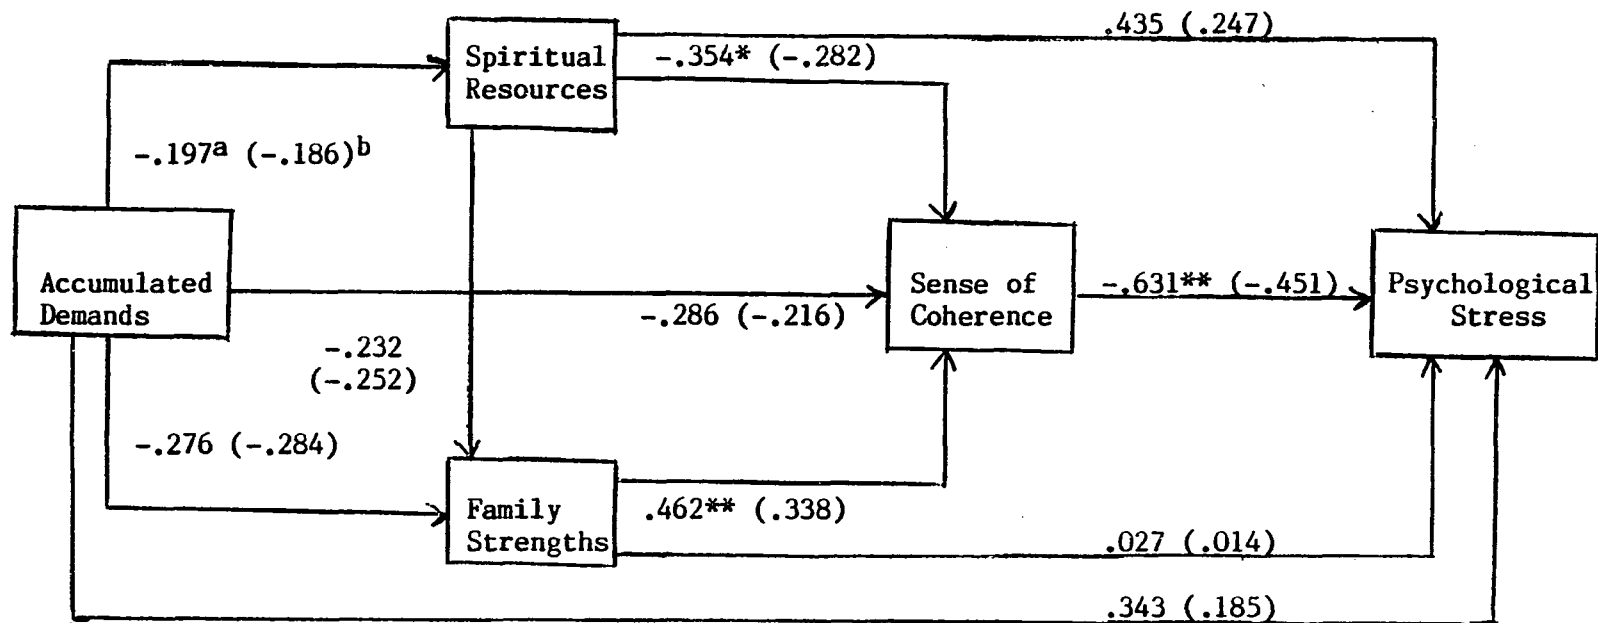 .435 (.247)
Spiritual
Resources
-.354* (-.282)
-.197a (-.186)b
Accumulated
Demands
-.286 (-.216)
Sense of
Coherence
-.631** (-.451)
Psychological
Stress
-.232
(-.252)
-.276 (-.284)
Family
Strengths
.462** (.338)
.027 (.014)
.343 (.185)